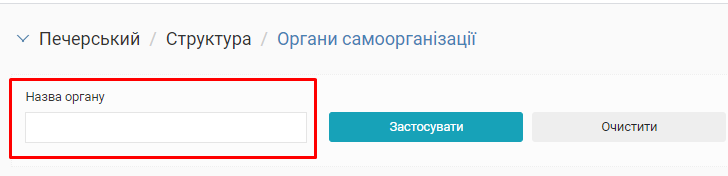 Печерський / Структура / Органи самоорганізації
Назва органу
Застосувати
Очистити